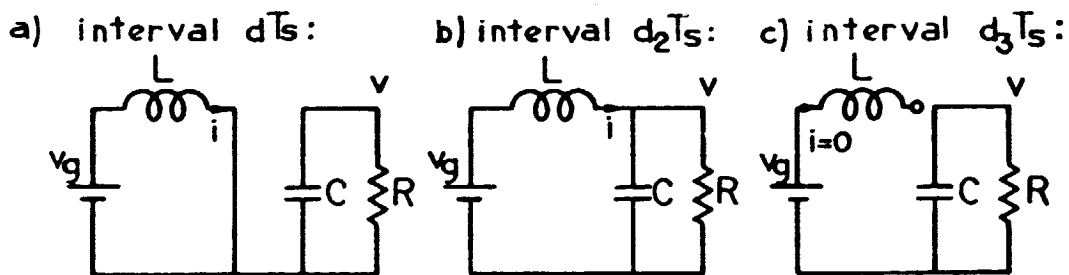 a) interval dTs:
b) interval d₂Ts:
c) interval d₃Ts:
L
i
v
vg
C
R
L
i
v
vg
C
R
L
i=0
v
vg
C
R